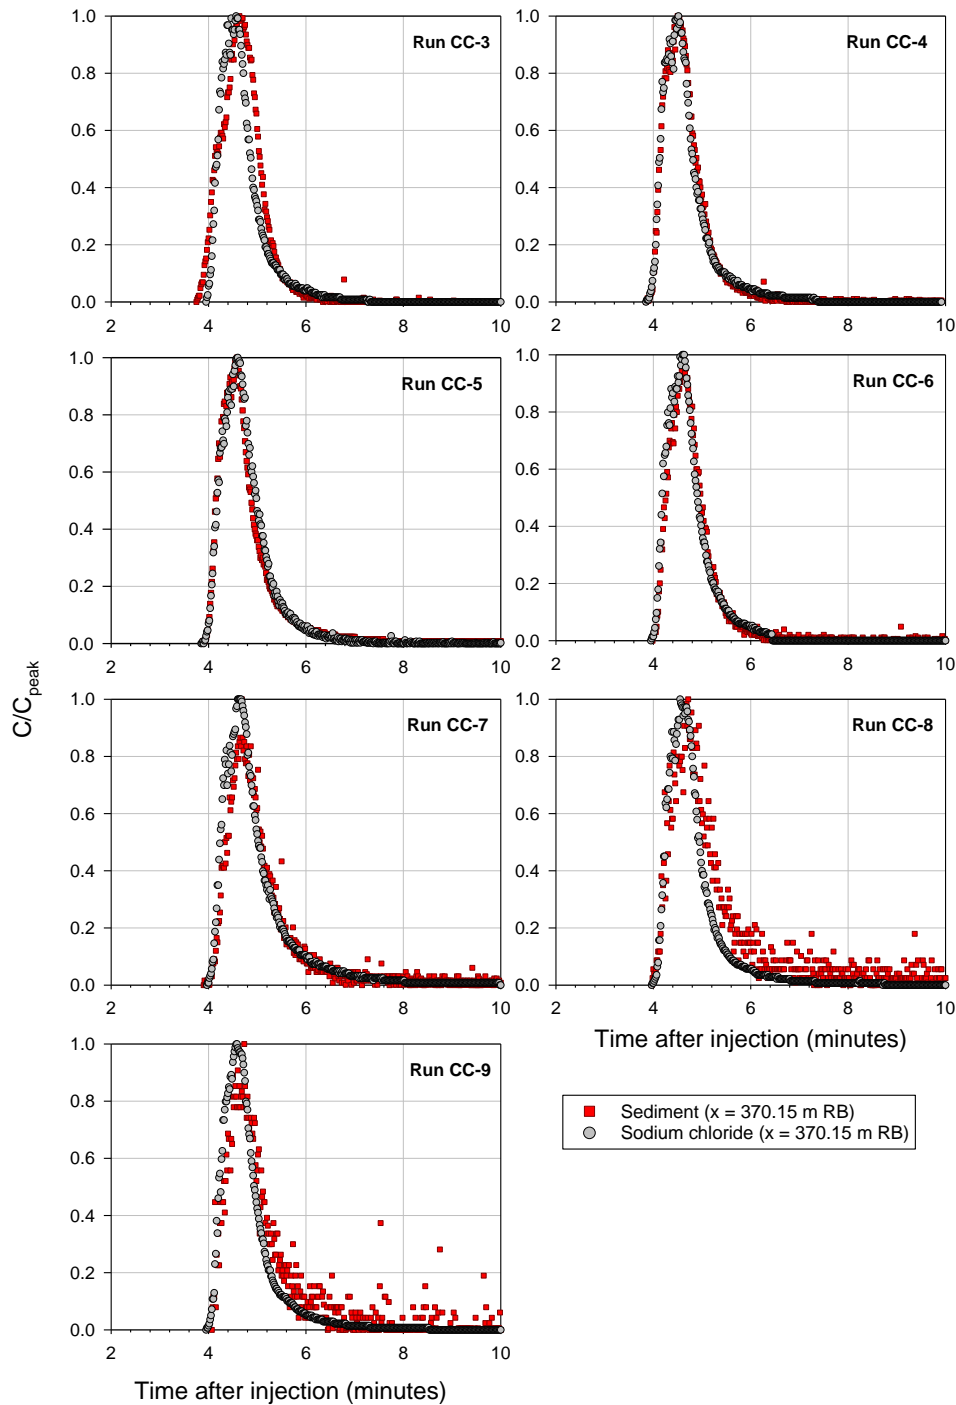 1.0
0.8
0.6
0.4
0.2
0.0
2 4 6 8 10
Run CC-3
1.0
0.8
0.6
0.4
0.2
0.0
2 4 6 8 10
Run CC-4
1.0
0.8
0.6
0.4
0.2
0.0
2 4 6 8 10
Run CC-5
1.0
0.8
0.6
0.4
0.2
0.0
2 4 6 8 10
Run CC-6
C/Cpeak
1.0
0.8
0.6
0.4
0.2
0.0
2 4 6 8 10
Run CC-7
1.0
0.8
0.6
0.4
0.2
0.0
2 4 6 8 10
Run CC-8
Time after injection (minutes)
1.0
0.8
0.6
0.4
0.2
0.0
2 4 6 8 10
Run CC-9
Time after injection (minutes)
Sediment (x = 370.15 m RB)
Sodium chloride (x = 370.15 m RB)